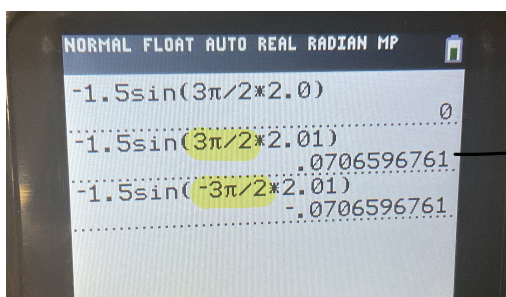 NORMAL FLOAT AUTO REAL RADIAN MP
-1.5sin(3π/2*2.0)
0
-1.5sin(3π/2*2.01)
.0706596761
-1.5sin(-3π/2*2.01)
-.0706596761